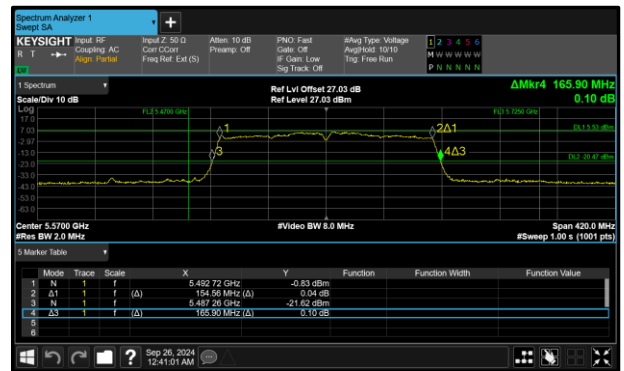 Spectrum Analyzer 1
Swept SA
+
KEYSIGHT Input: RF Input Z: 50 Ω Atten: 10 dB PNO: Fast #Avg Type: Voltage 1 2 3 4 5 6
R T Coupling: AC Corr CCorr Preamp: Off Gate: Off Avg|Hold: 10/10 M W W W W W
Align: Partial Freq Ref: Ext (S) IF Gain: Low Trig: Free Run
Sig Track: Off P N N N N N
1 Spectrum ΔMkr4 165.90 MHz
Ref Lvl Offset 27.03 dB
Scale/Div 10 dB Ref Level 27.03 dBm 0.10 dB
Log
17.0 FL2 5.4700 GHz 5.7250 GHz
7.03 1 2Δ1 DL1 5.53 dBm
-2.97
-13.0 3 4Δ3
-23.0 DL2 -20.47 dBm
-33.0
-43.0
-53.0
-63.0
Center 5.5700 GHz #Video BW 8.0 MHz Span 420.0 MHz
#Res BW 2.0 MHz #Sweep 1.00 s (1001 pts)
5 Marker Table
Mode Trace Scale X Y Function Function Width Function Value
1 N 1 f 5.492 72 GHz -0.83 dBm
2 Δ1 1 f (Δ) 154.56 MHz (Δ) 0.04 dB
3 N 1 f 5.487 26 GHz -21.62 dBm
4 Δ3 1 f (Δ) 165.90 MHz (Δ) 0.10 dB
5
6
? Sep 26, 2024
12:41:01 AM